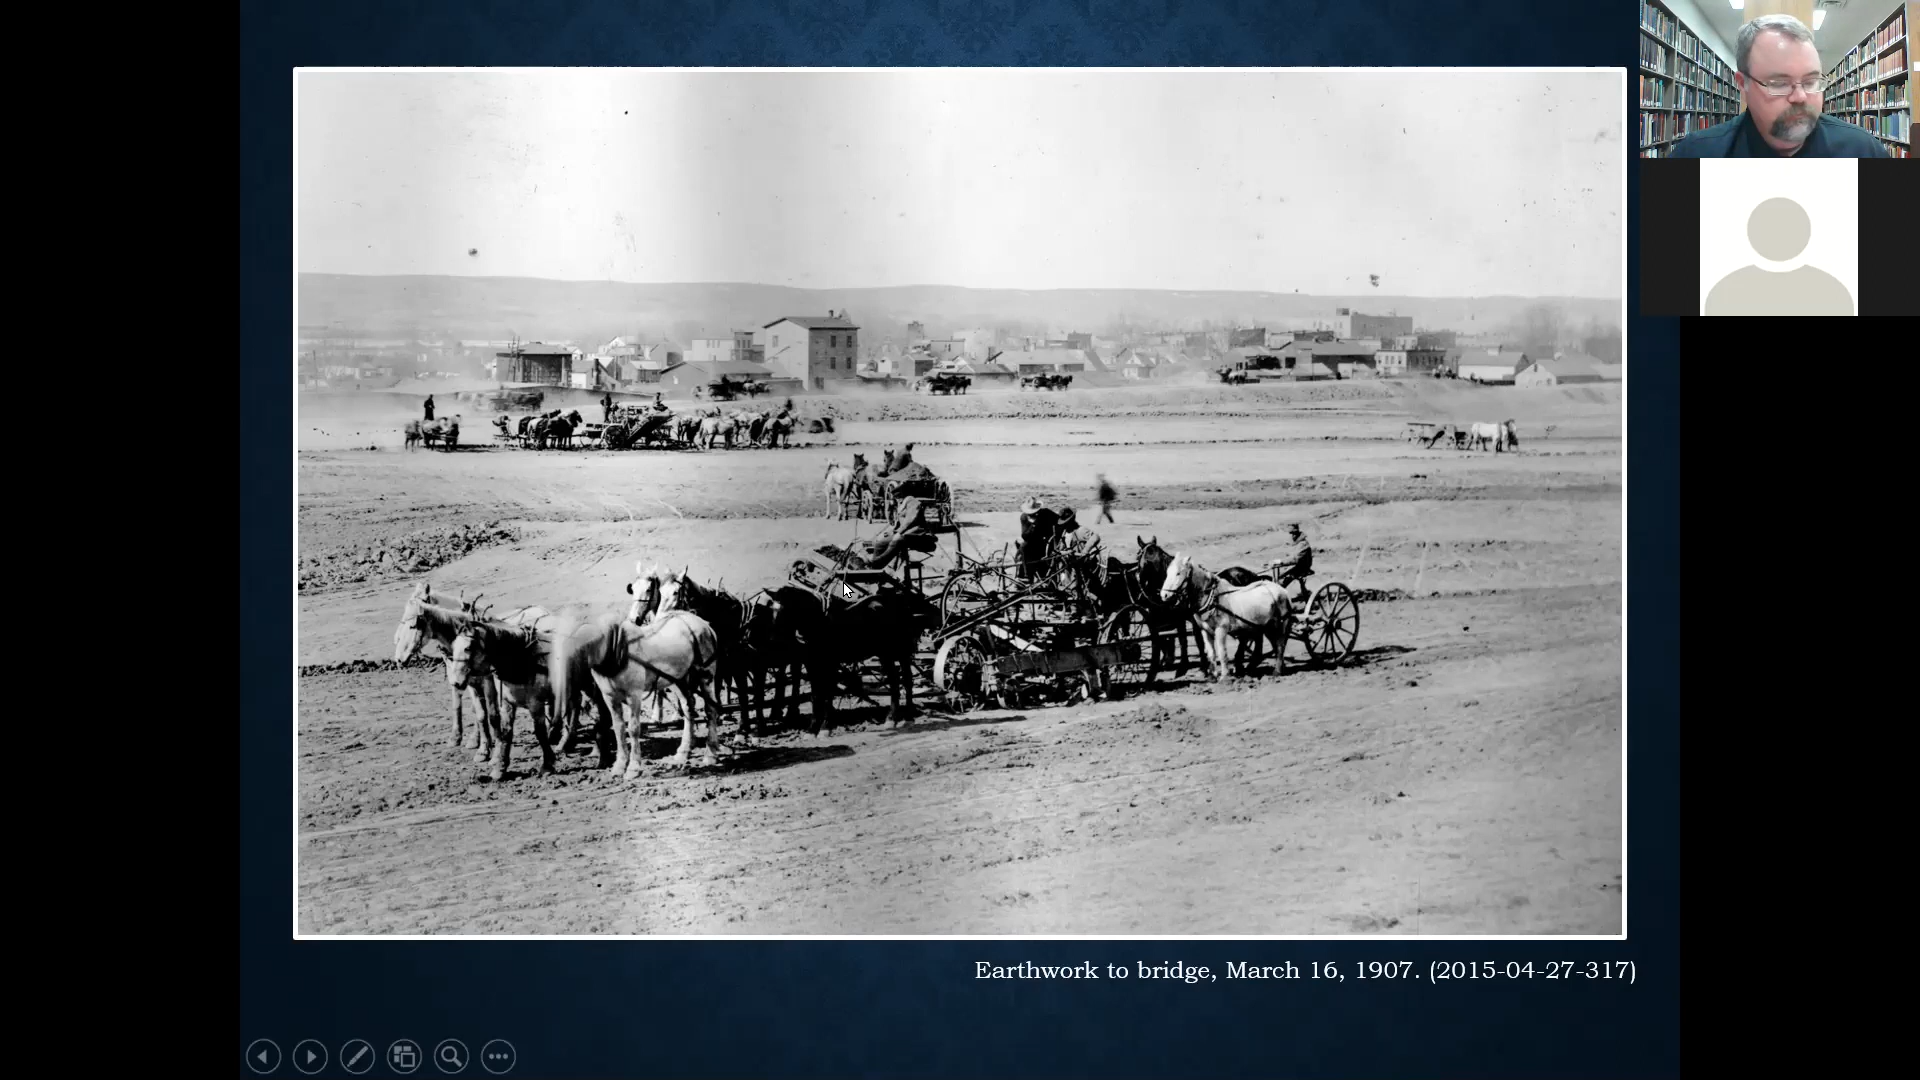 Earthwork to bridge, March 16, 1907. (2015-04-27-317)